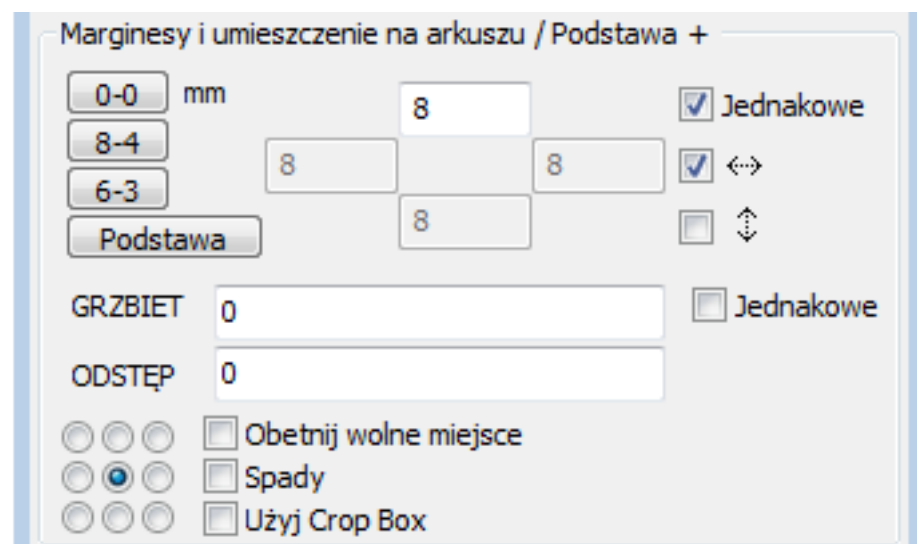 Marginesy i umieszczenie na arkuszu / Podstawa +
0-0 mm 8 Jednakowe
8-4
8 8
6-3
8
Podstawa
GRZBIET 0 Jednakowe
ODSTĘP 0
Obetnij wolne miejsce
Spady
Użyj Crop Box